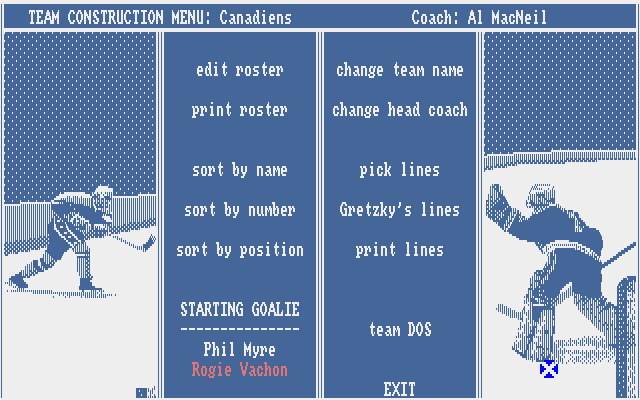 TEAM CONSTRUCTION MENU: Canadiens
Coach: Al MacNeil
edit roster
print roster
sort by name
sort by number
sort by position
STARTING GOALIE
---------------
Phil Myre
Rogie Vachon
change team name
change head coach
pick lines
Gretzky's lines
print lines
team DOS
EXIT